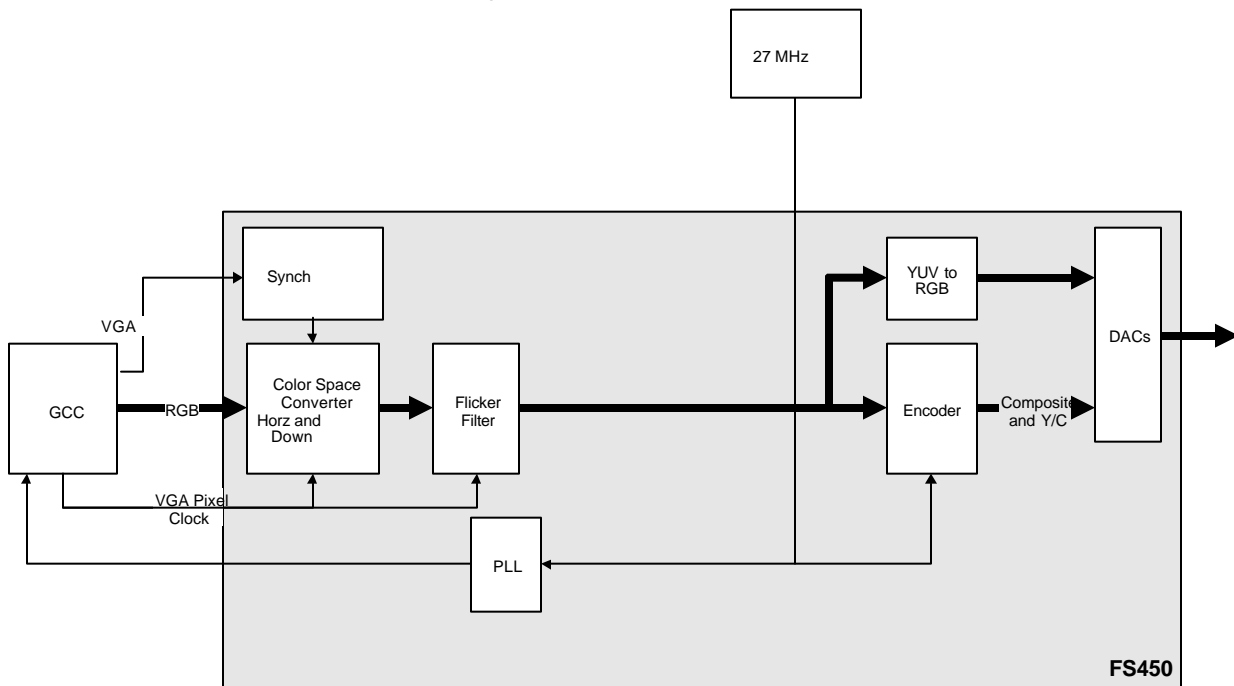 27 MHz
Synch
YUV to
RGB
VGA
DACs
GCC
RGB
Color Space
Converter
Horz and
Down
Flicker
Filter
Encoder
Composite
and Y/C
VGA Pixel
Clock
PLL
FS450